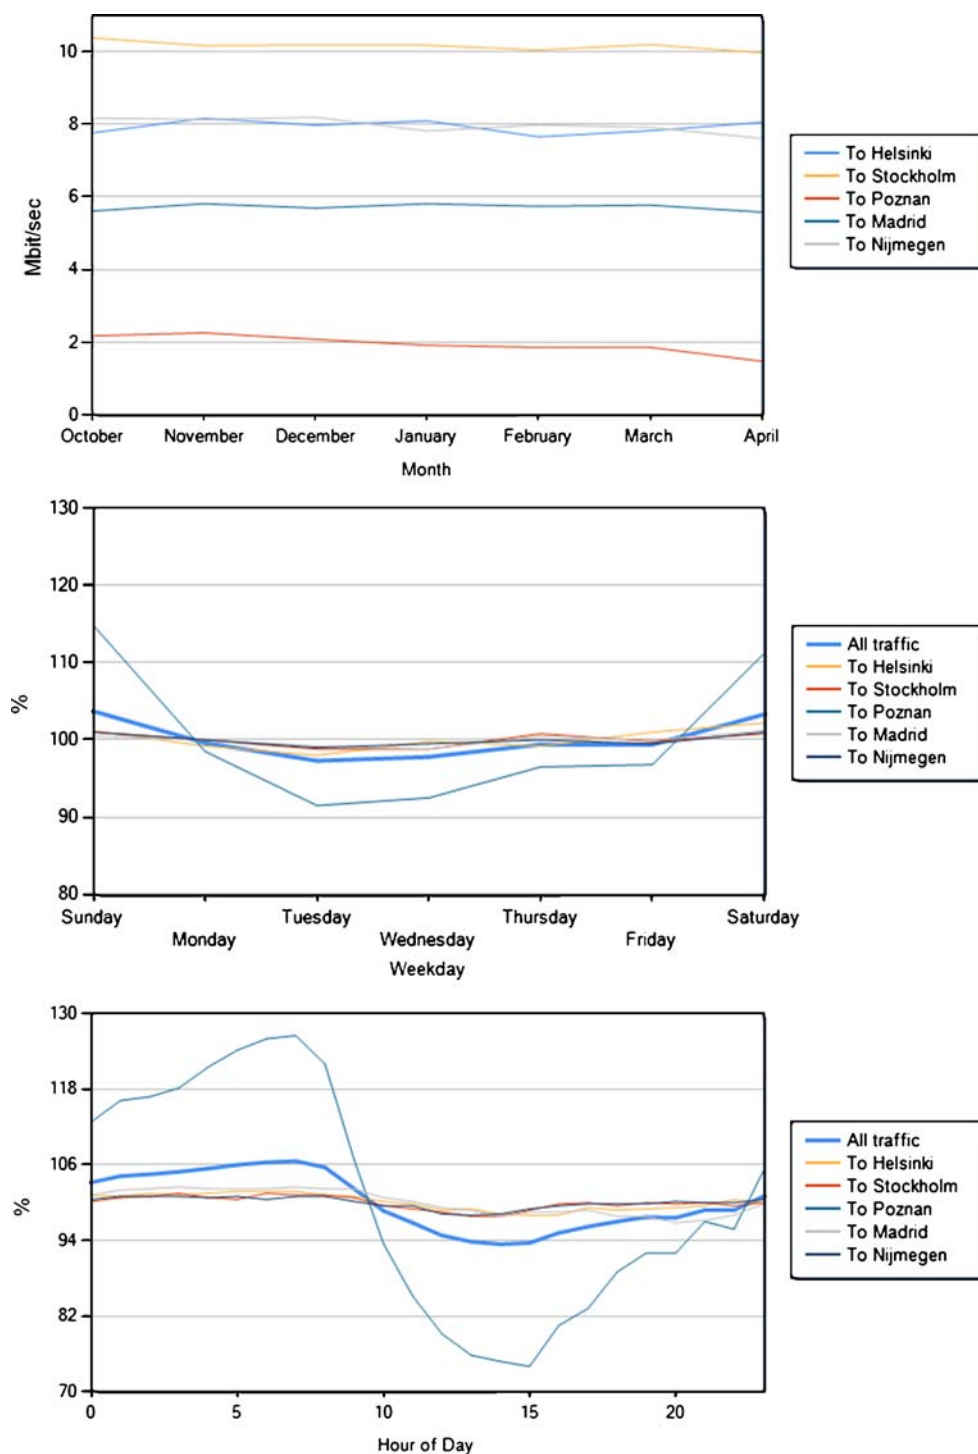 10
8
6
4
2
0
Mbit/sec
October November December January February March April
Month
To Helsinki
To Stockholm
To Poznan
To Madrid
To Nijmegen
130
120
110
100
90
80
%
Sunday Monday Tuesday Wednesday Thursday Friday Saturday
Weekday
All traffic
To Helsinki
To Stockholm
To Poznan
To Madrid
To Nijmegen
130
118
106
94
82
70
%
0 5 10 15 20
Hour of Day
All traffic
To Helsinki
To Stockholm
To Poznan
To Madrid
To Nijmegen